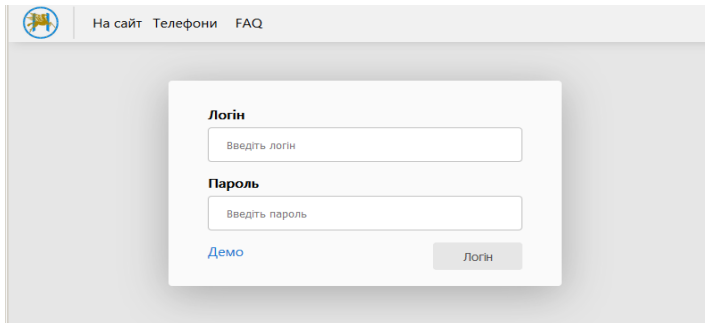 На сайт Телефони FAQ
Логін
Введіть логін
Пароль
Введіть пароль
Демо Логін